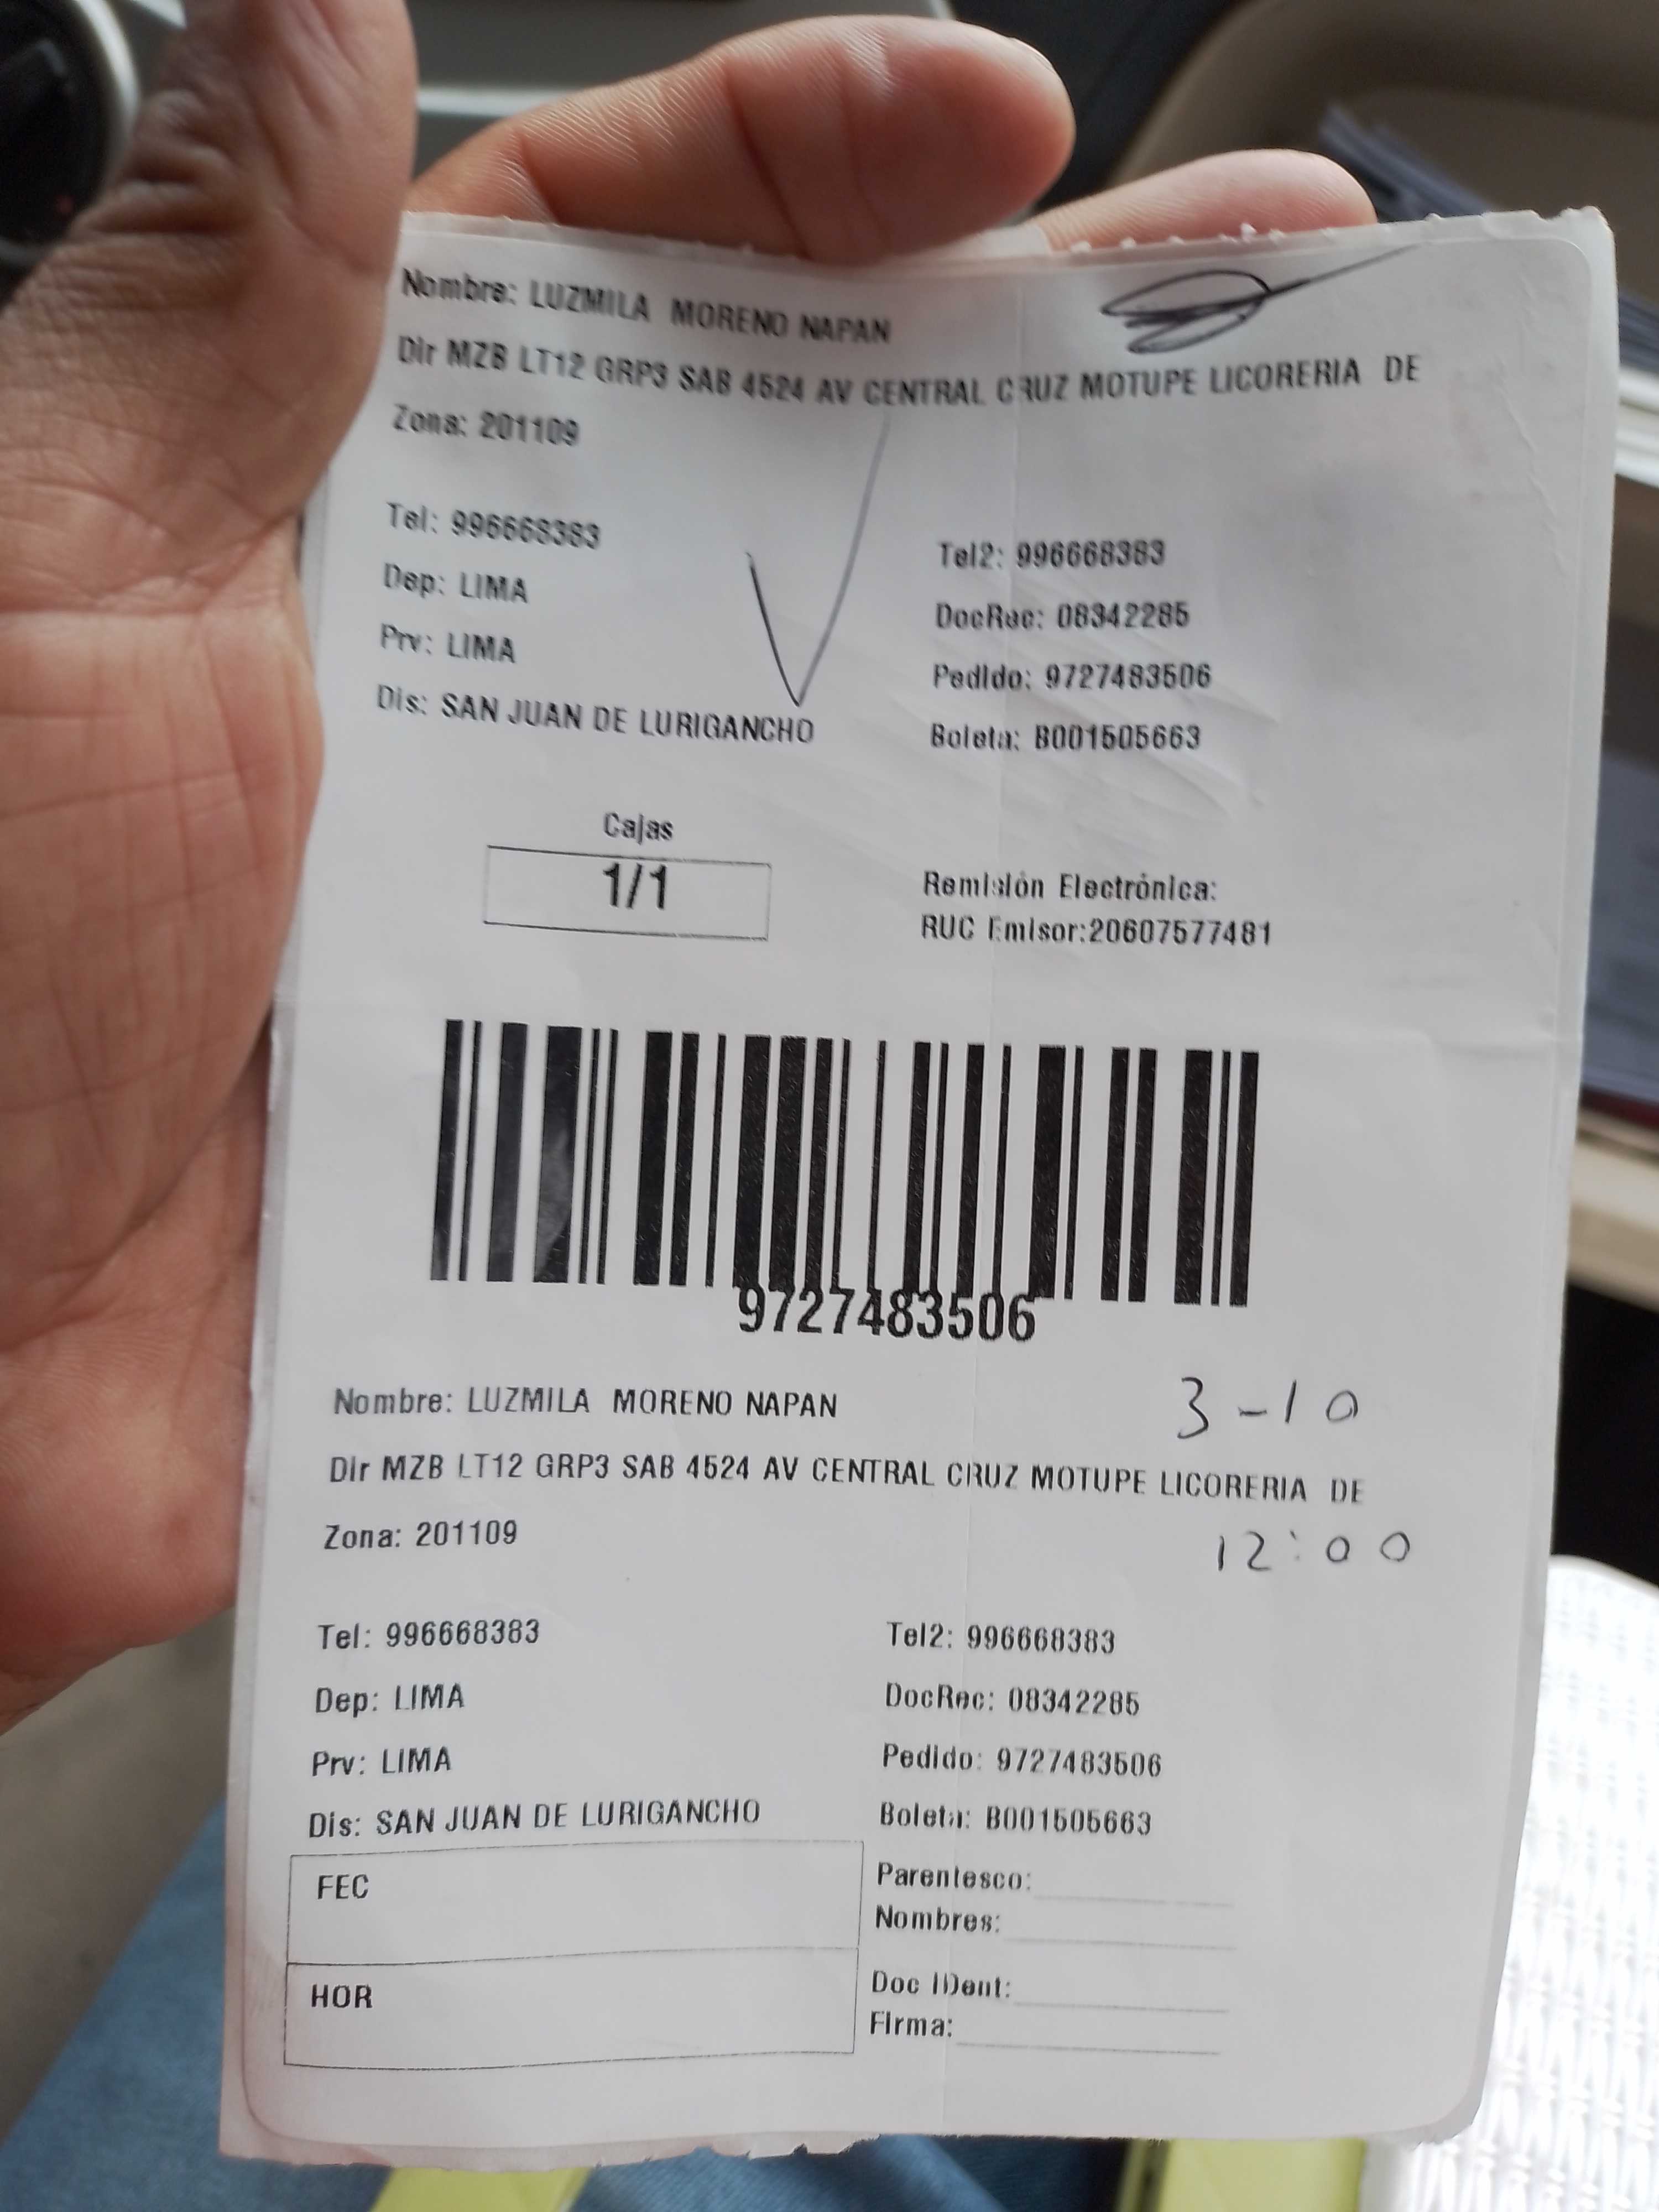 Nombre: LUZMILA MORENO NAPAN
Dir MZB LT12 GRP3 SAB 4524 AV CENTRAL CRUZ MOTUPE LICORERIA DE
Zona: 201109
Tel: 996668383
Tel2: 996668383
Dep: LIMA
DocRec: 08342285
Prv: LIMA
Pedido: 9727483506
Dis: SAN JUAN DE LURIGANCHO
Boleta: B001505663
Cajas
1/1
Remisión Electrónica:
RUC Emisor:20607577481
9727483506
Nombre: LUZMILA MORENO NAPAN
3-10
Dir MZB LT12 GRP3 SAB 4524 AV CENTRAL CRUZ MOTUPE LICORERIA DE
Zona: 201109
12:00
Tel: 996668383
Tel2: 996668383
Dep: LIMA
DocRec: 08342285
Prv: LIMA
Pedido: 9727483506
Dis: SAN JUAN DE LURIGANCHO
Boleta: B001505663
FEC
Parentesco:
Nombres:
HOR
Doc IDent:
Firma: